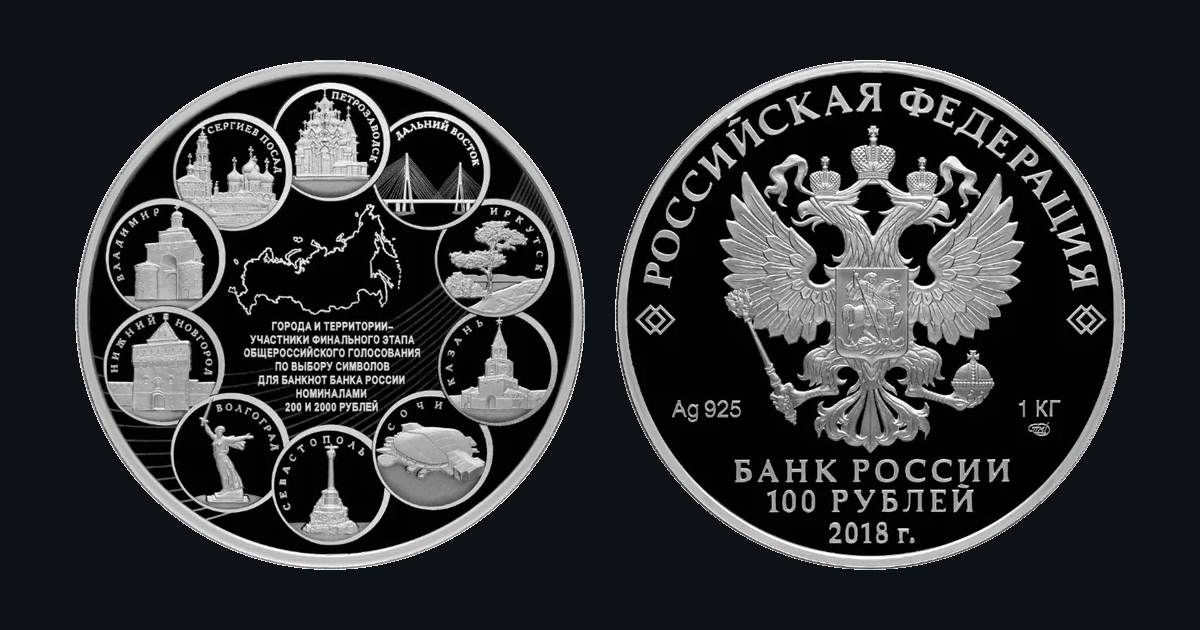 ПЕТРОЗАВОДСК
ДАЛЬНИЙ ВОСТОК
ИРКУТСК
КАЗАНЬ
СОЧИ
СЕВАСТОПОЛЬ
ВОЛГОГРАД
НИЖНИЙ НОВГОРОД
ВЛАДИМИР
СЕРГИЕВ ПОСАД
ГОРОДА И ТЕРРИТОРИИ–
УЧАСТНИКИ ФИНАЛЬНОГО ЭТАПА
ОБЩЕРОССИЙСКОГО ГОЛОСОВАНИЯ
ПО ВЫБОРУ СИМВОЛОВ
ДЛЯ БАНКНОТ БАНКА РОССИИ
НОМИНАЛАМИ
200 И 2000 РУБЛЕЙ
РОССИЙСКАЯ ФЕДЕРАЦИЯ
Ag 925
1 КГ
БАНК РОССИИ
100 РУБЛЕЙ
2018 г.